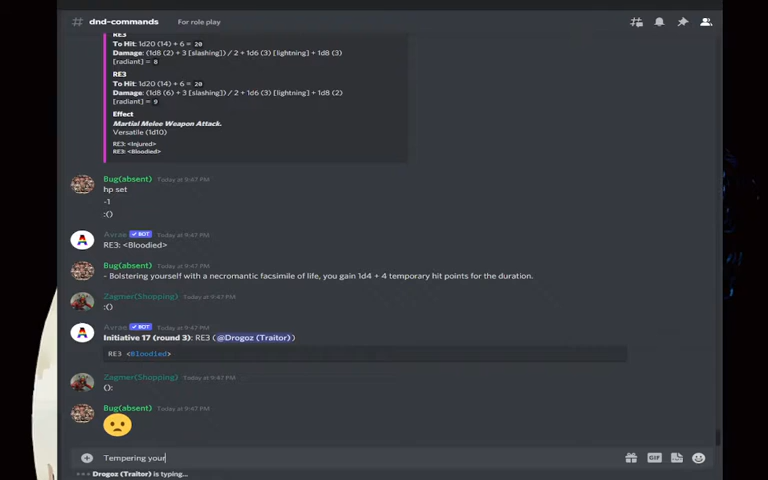 # dnd-commands For role play
RE3
To Hit: 1d20 (14) + 6 = 20
Damage: (1d8 (2) + 3 [slashing]) / 2 + 1d6 (3) [lightning] + 1d8 (3)
[radiant] = 8
RE3
To Hit: 1d20 (14) + 6 = 20
Damage: (1d8 (6) + 3 [slashing]) / 2 + 1d6 (3) [lightning] + 1d8 (2)
[radiant] = 9
Effect
Martial Melee Weapon Attack.
Versatile (1d10)
RE3: <Injured>
RE3: <Bloodied>
Bug(absent) Today at 9:47 PM
hp set
-1
:()
Avrae ✓BOT Today at 9:47 PM
RE3: <Bloodied>
Bug(absent) Today at 9:47 PM
- Bolstering yourself with a necromantic facsimile of life, you gain 1d4 + 4 temporary hit points for the duration.
Zagmer(Shopping) Today at 9:47 PM
:()
Avrae ✓BOT Today at 9:47 PM
Initiative 17 (round 3): RE3 (@Drogoz (Traitor))
RE3 <Bloodied>
Zagmer(Shopping) Today at 9:47 PM
():
Bug(absent) Today at 9:47 PM
Tempering your
GIF
Drogoz (Traitor) is typing...